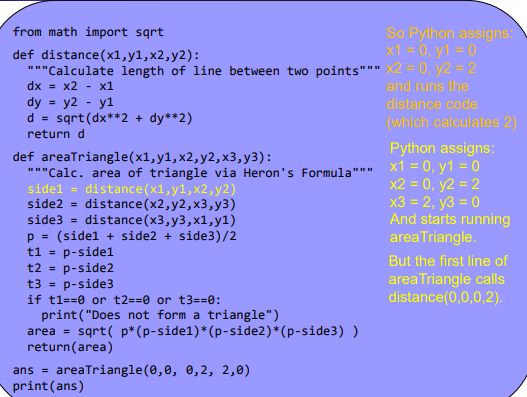 from math import sqrt
def distance(x1,y1,x2,y2):
"""Calculate length of line between two points"""
dx = x2 - x1
dy = y2 - y1
d = sqrt(dx**2 + dy**2)
return d
def areaTriangle(x1,y1,x2,y2,x3,y3):
"""Calc. area of triangle via Heron's Formula"""
side1 = distance(x1,y1,x2,y2)
side2 = distance(x2,y2,x3,y3)
side3 = distance(x3,y3,x1,y1)
p = (side1 + side2 + side3)/2
t1 = p-side1
t2 = p-side2
t3 = p-side3
if t1==0 or t2==0 or t3==0:
print("Does not form a triangle")
area = sqrt( p*(p-side1)*(p-side2)*(p-side3) )
return(area)
ans = areaTriangle(0,0, 0,2, 2,0)
print(ans)
So Python assigns:
x1 = 0, y1 = 0
x2 = 0, y2 = 2
and runs the
distance code
(which calculates 2)
Python assigns:
x1 = 0, y1 = 0
x2 = 0, y2 = 2
x3 = 2, y3 = 0
And starts running
areaTriangle.
But the first line of
areaTriangle calls
distance(0,0,0,2).